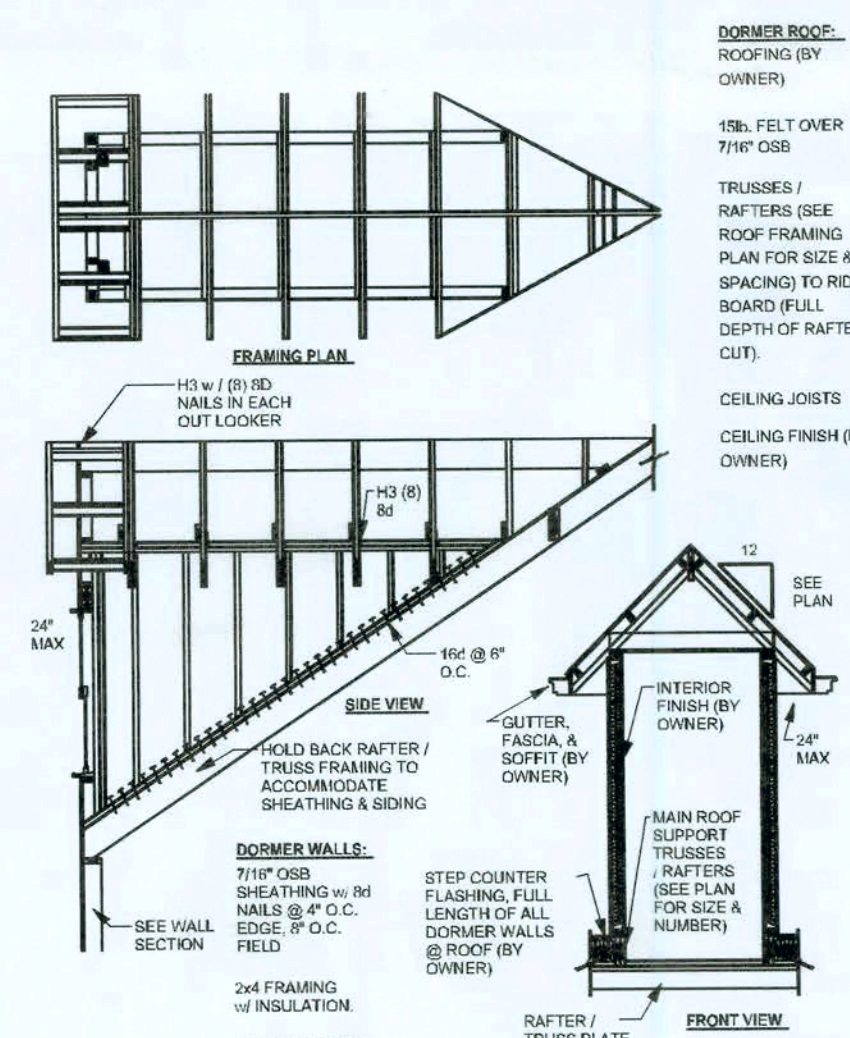 DORMER ROOF:
ROOFING (BY
OWNER)
15lb. FELT OVER
7/16" OSB
TRUSSES /
RAFTERS (SEE
ROOF FRAMING
PLAN FOR SIZE &
SPACING) TO RID
BOARD (FULL
DEPTH OF RAFTE
CUT).
CEILING JOISTS
CEILING FINISH (
OWNER)
FRAMING PLAN
H3 w / (8) 8D
NAILS IN EACH
OUT LOOKER
H3 (8)
8d
24"
MAX
16d @ 6"
O.C.
SIDE VIEW
HOLD BACK RAFTER /
TRUSS FRAMING TO
ACCOMMODATE
SHEATHING & SIDING
SEE WALL
SECTION
DORMER WALLS:
7/16" OSB
SHEATHING w/ 8d
NAILS @ 4" O.C.
EDGE, 8" O.C.
FIELD
2x4 FRAMING
w/ INSULATION.
12
SEE
PLAN
GUTTER,
FASCIA, &
SOFFIT (BY
OWNER)
INTERIOR
FINISH (BY
OWNER)
24"
MAX
MAIN ROOF
SUPPORT
TRUSSES
/ RAFTERS
(SEE PLAN
FOR SIZE &
NUMBER)
STEP COUNTER
FLASHING, FULL
LENGTH OF ALL
DORMER WALLS
@ ROOF (BY
OWNER)
RAFTER /
TRUSS PLATE
FRONT VIEW